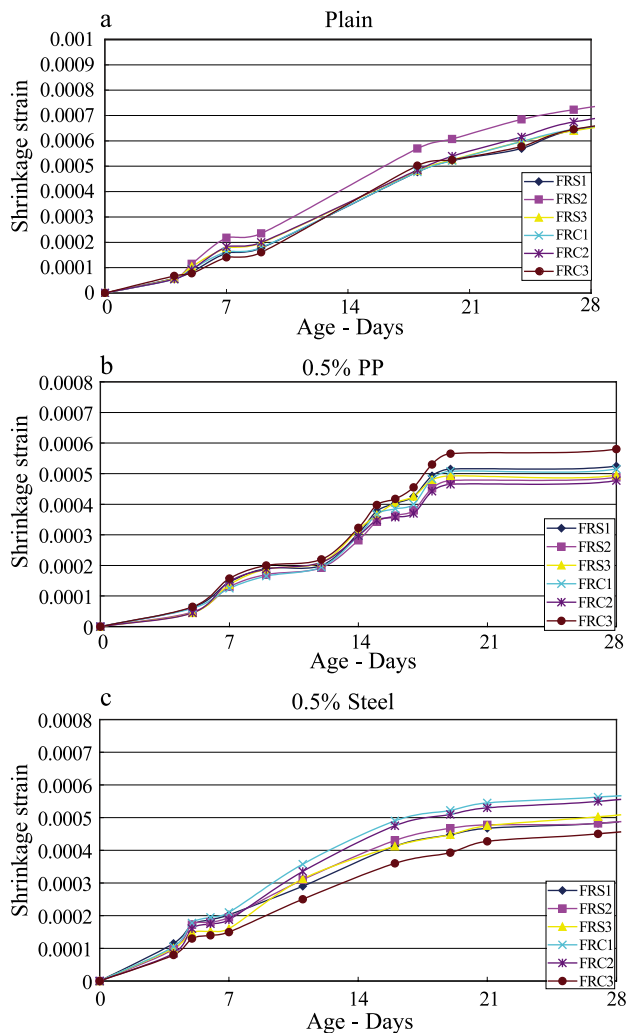 a
Plain
0.001
0.0009
0.0008
0.0007
0.0006
0.0005
0.0004
0.0003
0.0002
0.0001
0
Shrinkage strain
FRS1
FRS2
FRS3
FRC1
FRC2
FRC3
0 7 14 21 28
Age - Days
b
0.5% PP
0.0008
0.0007
0.0006
0.0005
0.0004
0.0003
0.0002
0.0001
0
Shrinkage strain
FRS1
FRS2
FRS3
FRC1
FRC2
FRC3
0 7 14 21 28
Age - Days
c
0.5% Steel
0.0008
0.0007
0.0006
0.0005
0.0004
0.0003
0.0002
0.0001
0
Shrinkage strain
FRS1
FRS2
FRS3
FRC1
FRC2
FRC3
0 7 14 21 28
Age - Days